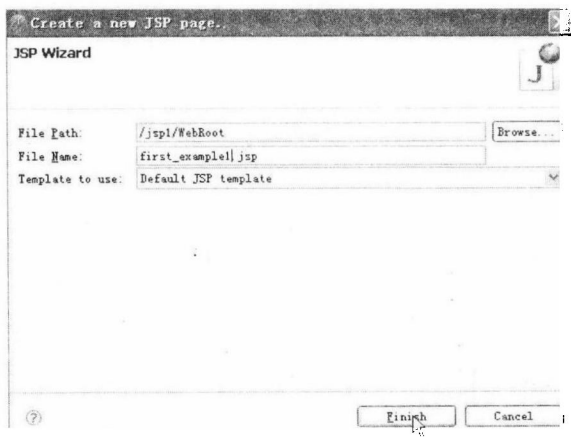 Create a new JSP page..
JSP Wizard
J
File Path: /jsp1/WebRoot Browse...
File Name: first_example1.jsp
Template to use: Default JSP template
?
Finish Cancel